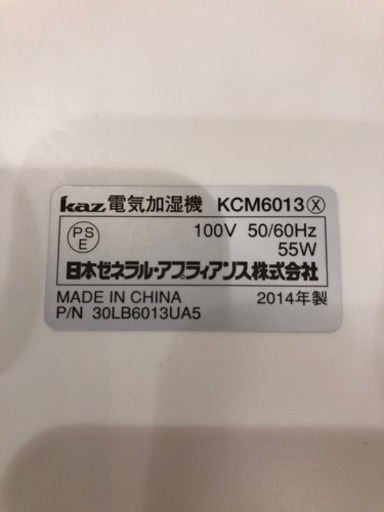 Kaz 電気加湿機 KCM6013Ⓧ
PS E 100V 50/60Hz
55W
日本ゼネラル・アプライアンス株式会社
MADE IN CHINA 2014年製
P/N 30LB6013UA5